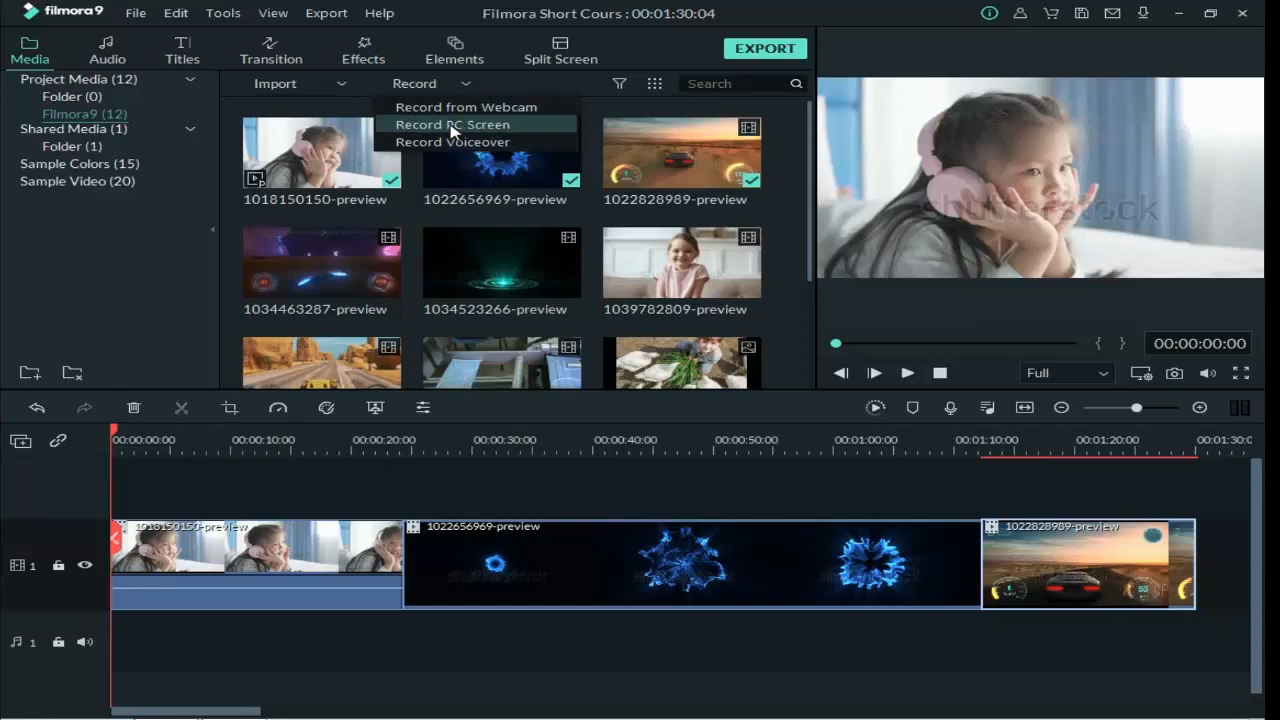 filmora9 File Edit Tools View Export Help Filmora Short Cours : 00:01:30:04
Media Audio Titles Transition Effects Elements Split Screen EXPORT
Project Media (12)
Folder (0)
Filmora9 (12)
Shared Media (1)
Folder (1)
Sample Colors (15)
Sample Video (20)
Import Record Search
Record from Webcam
Record PC Screen
Record Voiceover
1018150150-preview 1022656969-preview 1022828989-preview
1034463287-preview 1034523266-preview 1039782809-preview
shutterstock
00:00:00:00
Full
00:00:00:00 00:00:10:00 00:00:20:00 00:00:30:00 00:00:40:00 00:00:50:00 00:01:00:00 00:01:10:00 00:01:20:00 00:01:30:0
1018150150-preview 1022656969-preview 1022828989-preview
1
1